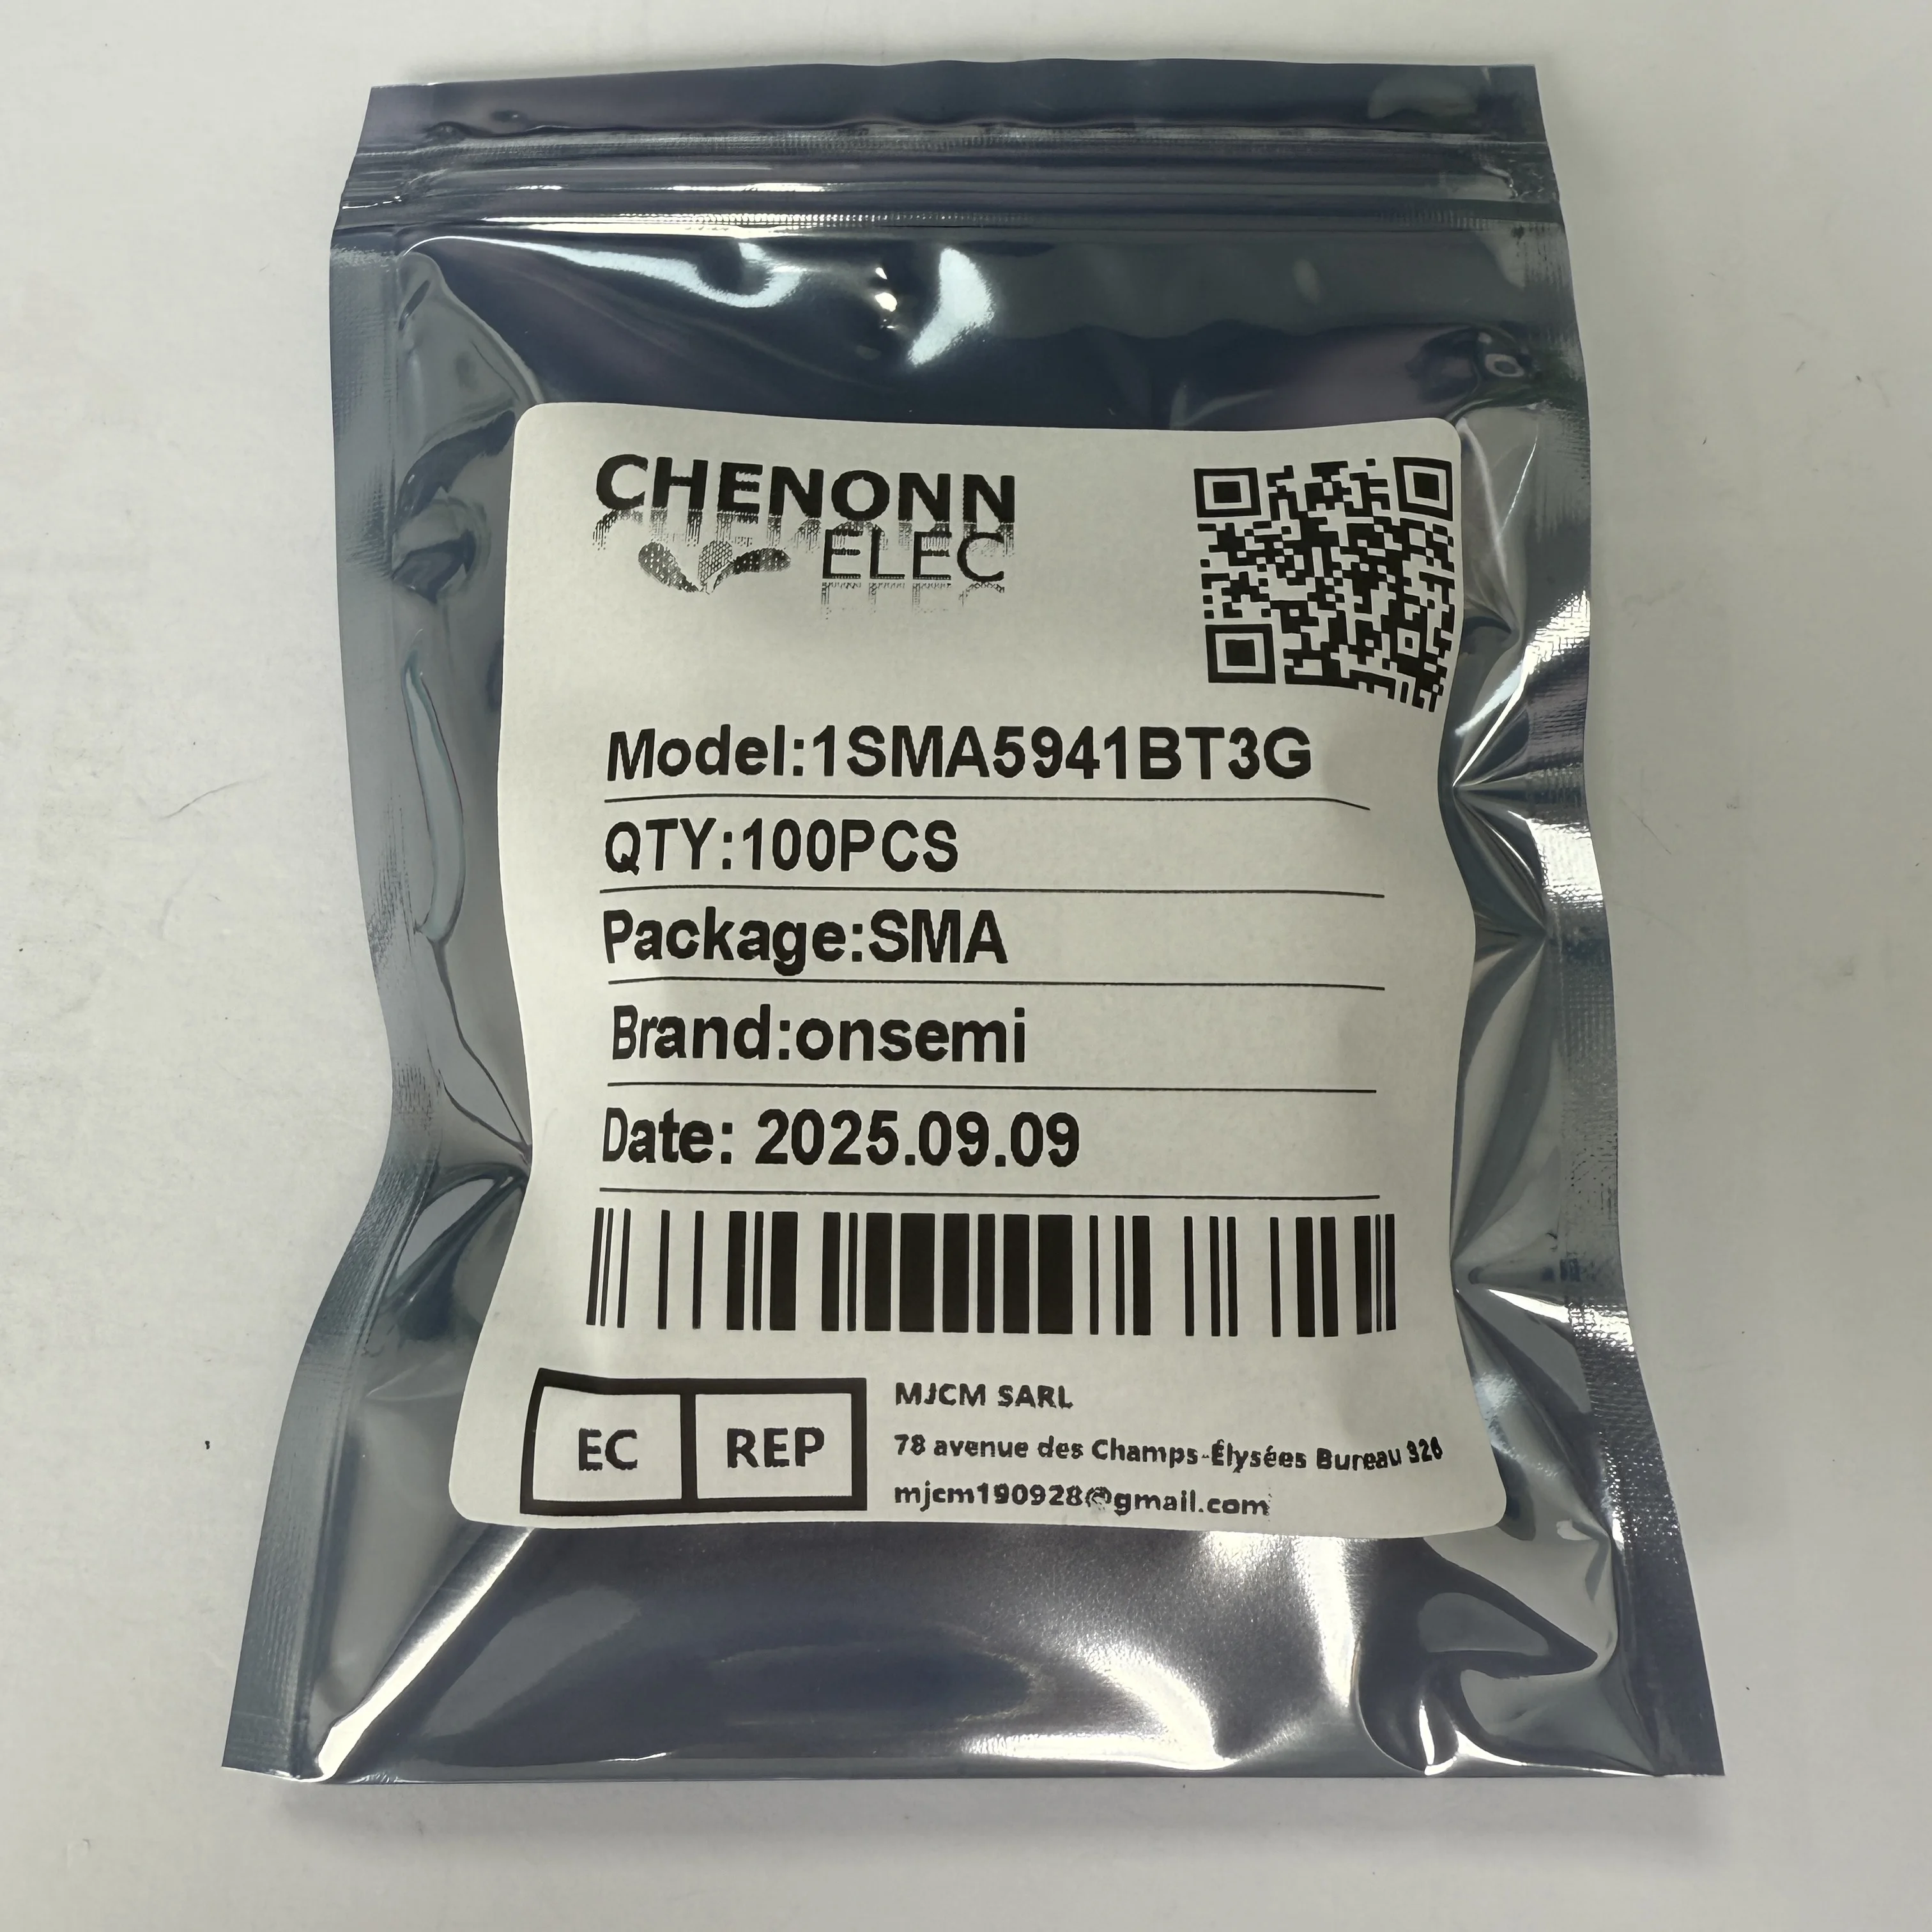 CHENONN
ELEC
Model:1SMA5941BT3G
QTY:100PCS
Package:SMA
Brand:onsemi
Date: 2025.09.09
EC REP
MJCM SARL
78 avenue des Champs-Élysées Bureau 326
mjcm190928@gmail.com